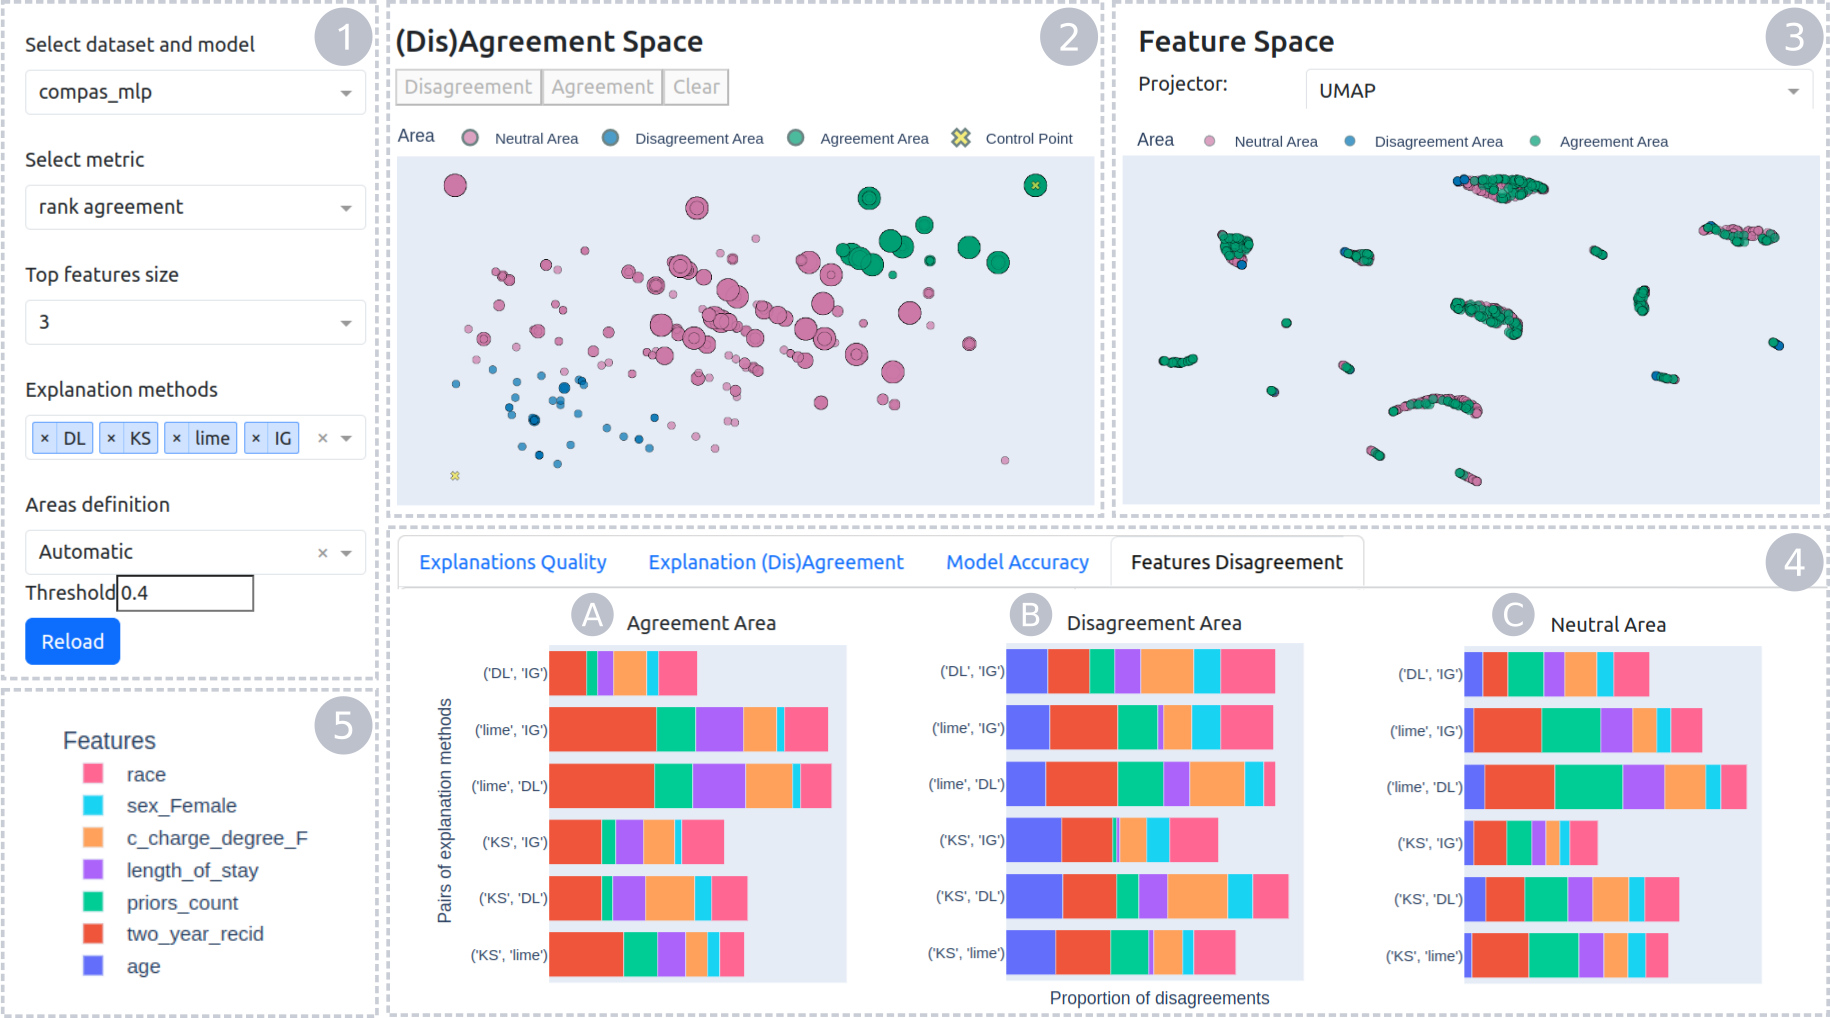 1
Select dataset and model
compas_mlp
Select metric
rank agreement
Top features size
3
Explanation methods
× DL × KS × lime × IG ×
Areas definition
Automatic ×
Threshold 0.4
Reload
2
(Dis)Agreement Space
Disagreement Agreement Clear
Area Neutral Area Disagreement Area Agreement Area Control Point
3
Feature Space
Projector: UMAP
Area Neutral Area Disagreement Area Agreement Area
4
Explanations Quality Explanation (Dis)Agreement Model Accuracy Features Disagreement
A Agreement Area
Pairs of explanation methods
('DL', 'IG')
('lime', 'IG')
('lime', 'DL')
('KS', 'IG')
('KS', 'DL')
('KS', 'lime')
B Disagreement Area
('DL', 'IG')
('lime', 'IG')
('lime', 'DL')
('KS', 'IG')
('KS', 'DL')
('KS', 'lime')
Proportion of disagreements
C Neutral Area
('DL', 'IG')
('lime', 'IG')
('lime', 'DL')
('KS', 'IG')
('KS', 'DL')
('KS', 'lime')
5
Features
race
sex_Female
c_charge_degree_F
length_of_stay
priors_count
two_year_recid
age